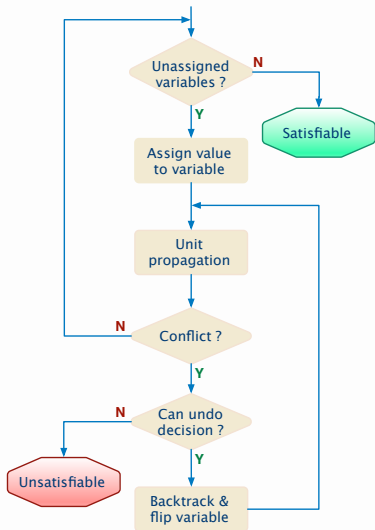 Unassigned
variables ?
N
Y
Satisfiable
Assign value
to variable
Unit
propagation
N
Conflict ?
Y
N
Can undo
decision ?
Y
Unsatisfiable
Backtrack &
flip variable